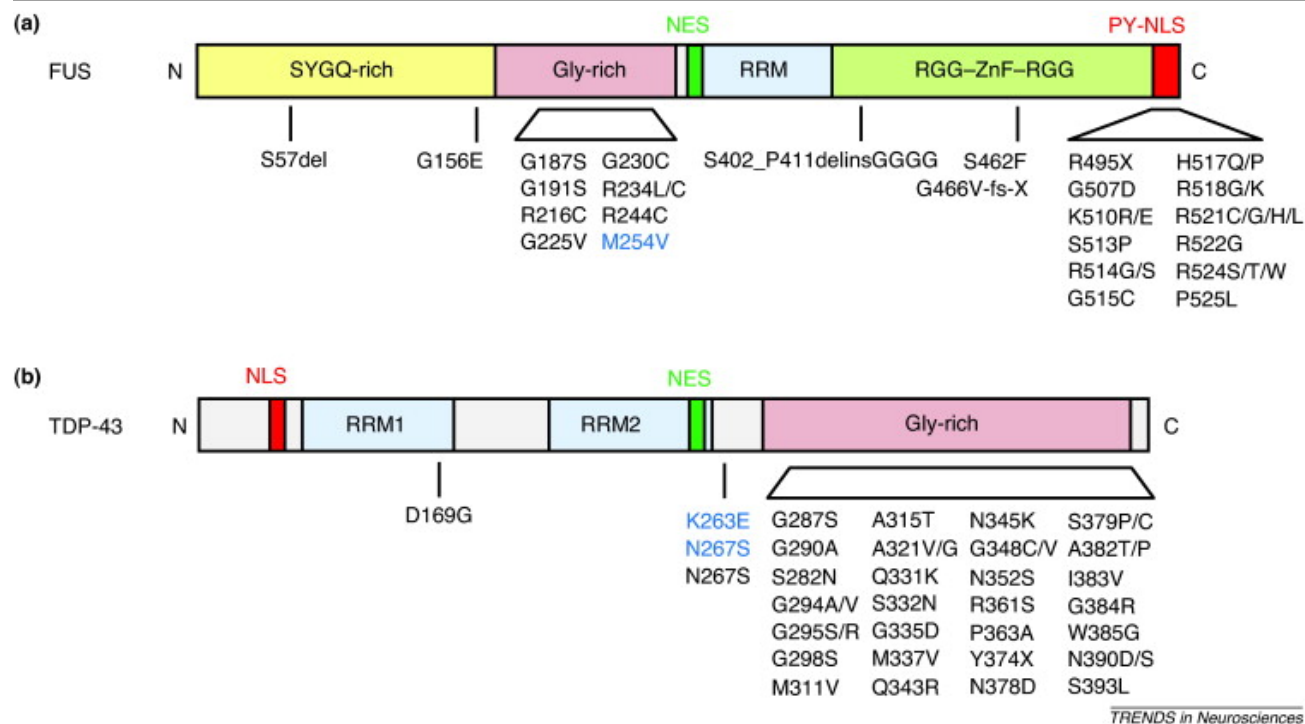 (a)
NES
PY-NLS
FUS N SYGQ-rich Gly-rich RRM RGG–ZnF–RGG C
S57del G156E G187S G230C S402_P411delinsGGGG S462F R495X H517Q/P
G191S R234L/C G466V-fs-X G507D R518G/K
R216C R244C K510R/E R521C/G/H/L
G225V M254V S513P R522G
R514G/S R524S/T/W
G515C P525L
(b)
NLS NES
TDP-43 N RRM1 RRM2 Gly-rich C
D169G K263E G287S A315T N345K S379P/C
N267S G290A A321V/G G348C/V A382T/P
N267S S282N Q331K N352S I383V
G294A/V S332N R361S G384R
G295S/R G335D P363A W385G
G298S M337V Y374X N390D/S
M311V Q343R N378D S393L
TRENDS in Neurosciences